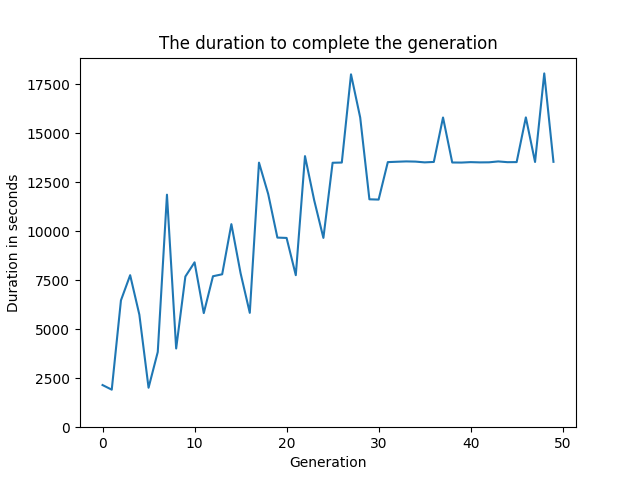 The duration to complete the generation
17500
15000
12500
10000
7500
5000
2500
0
Duration in seconds
0 10 20 30 40 50
Generation